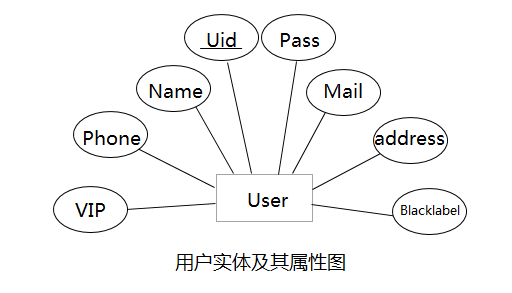 Uid
Pass
Name
Mail
Phone
address
VIP
User
Blacklabel
用户实体及其属性图